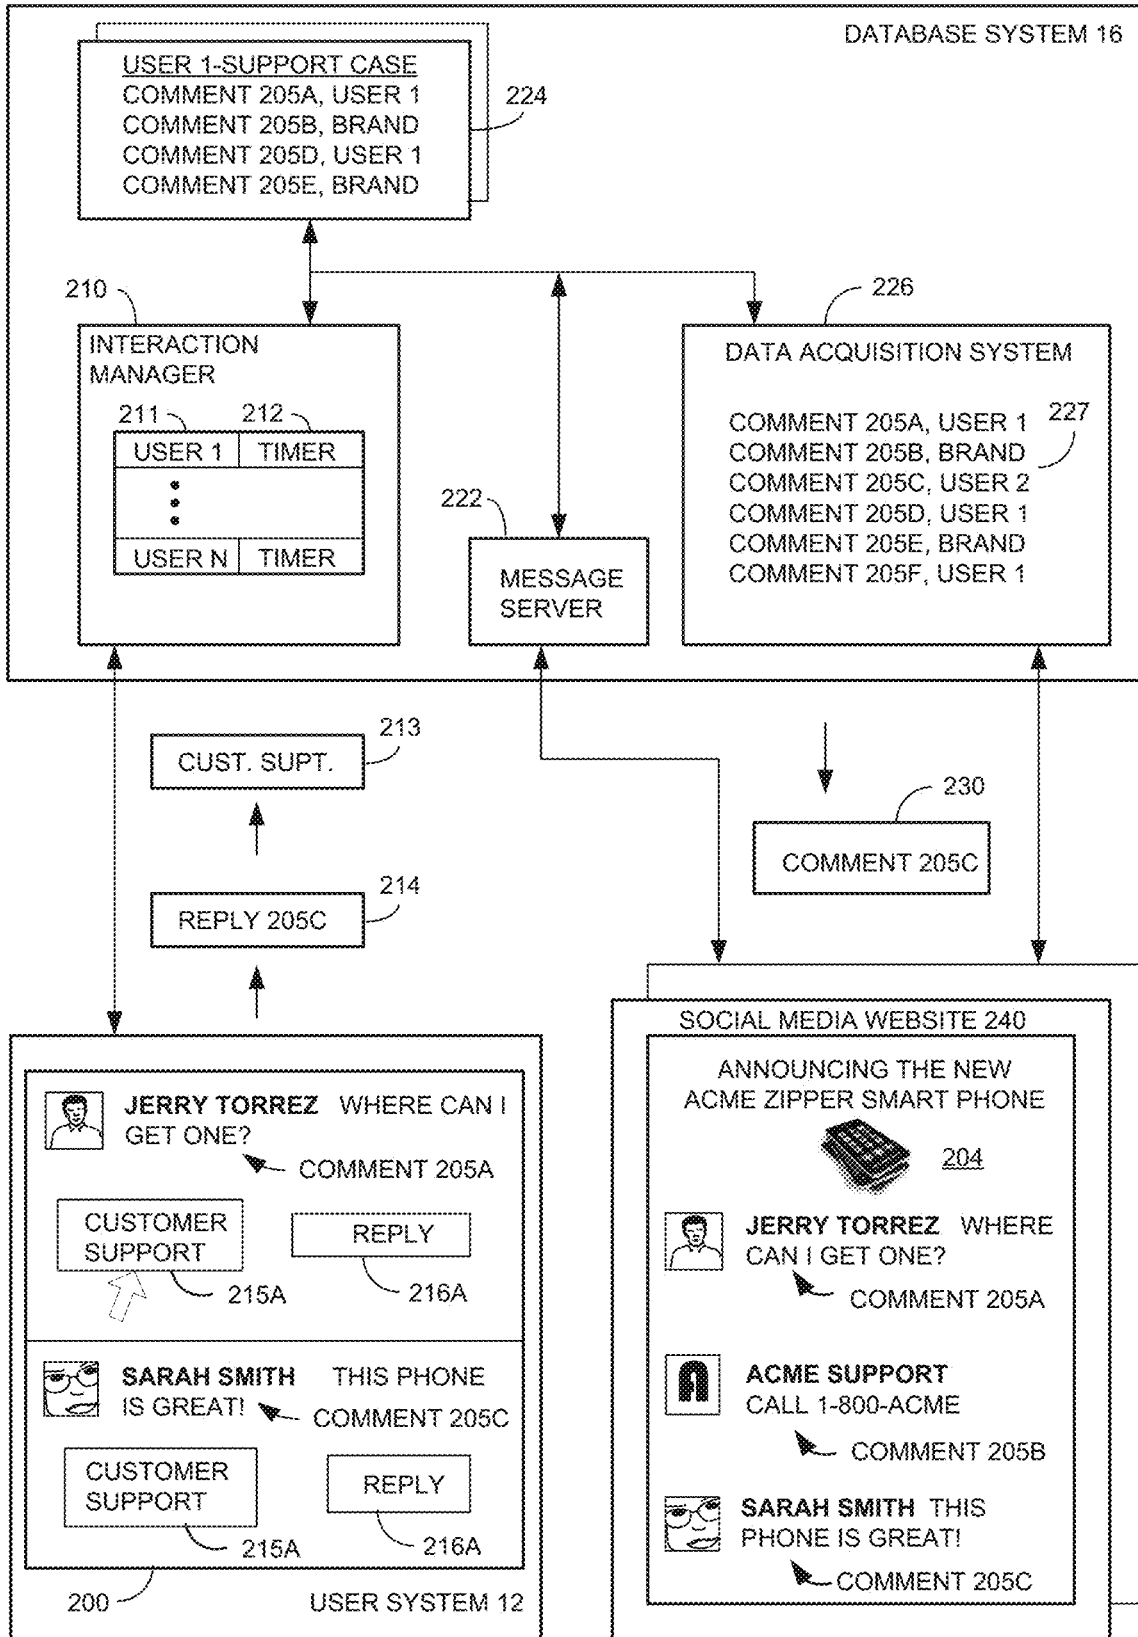 DATABASE SYSTEM 16
USER 1-SUPPORT CASE
COMMENT 205A, USER 1
COMMENT 205B, BRAND
COMMENT 205D, USER 1
COMMENT 205E, BRAND
224
210
INTERACTION
MANAGER
211
212
USER 1
TIMER
USER N
TIMER
222
MESSAGE
SERVER
226
DATA ACQUISITION SYSTEM
227
COMMENT 205A, USER 1
COMMENT 205B, BRAND
COMMENT 205C, USER 2
COMMENT 205D, USER 1
COMMENT 205E, BRAND
COMMENT 205F, USER 1
213
CUST. SUPT.
214
REPLY 205C
230
COMMENT 205C
JERRY TORREZ WHERE CAN I
GET ONE?
COMMENT 205A
CUSTOMER
SUPPORT
REPLY
215A
216A
SARAH SMITH THIS PHONE
IS GREAT!
COMMENT 205C
CUSTOMER
SUPPORT
REPLY
215A
216A
200
USER SYSTEM 12
SOCIAL MEDIA WEBSITE 240
ANNOUNCING THE NEW
ACME ZIPPER SMART PHONE
204
JERRY TORREZ WHERE
CAN I GET ONE?
COMMENT 205A
A
ACME SUPPORT
CALL 1-800-ACME
COMMENT 205B
SARAH SMITH THIS
PHONE IS GREAT!
COMMENT 205C